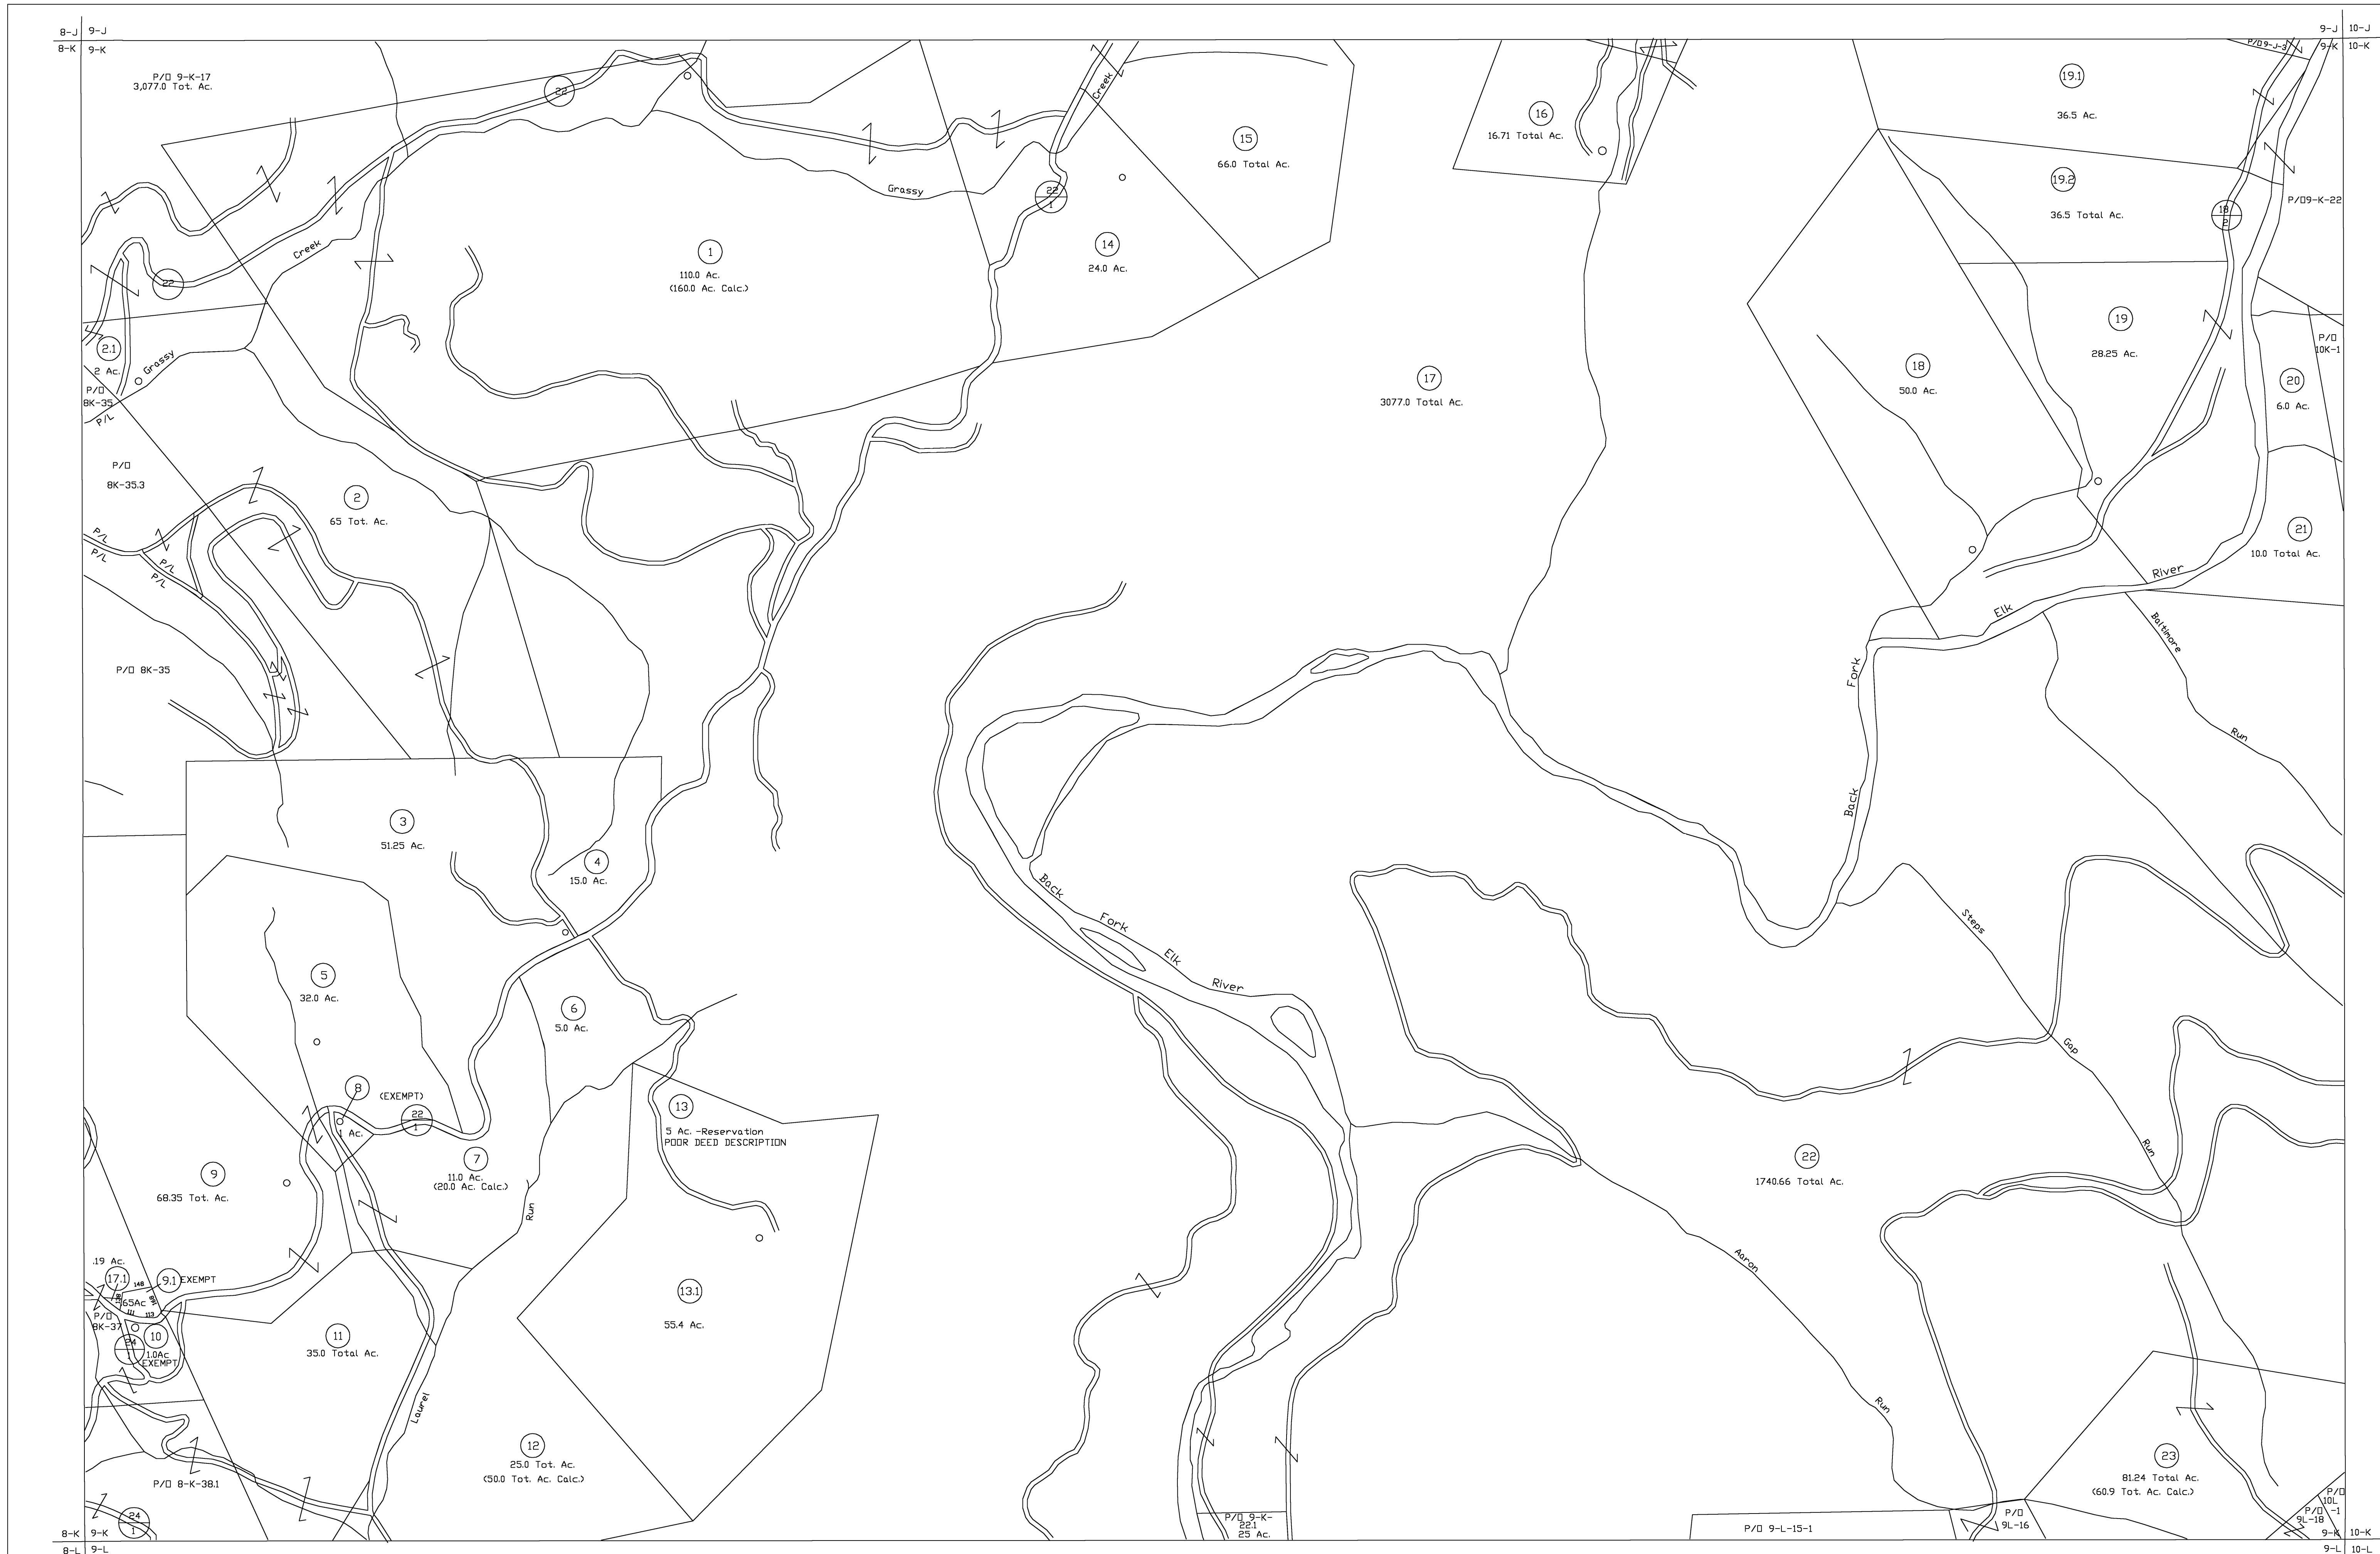 8-J 9-J
8-K 9-K
9-J 10-J
9-K 10-K
P/O 9-J-3
P/O 9-K-17
3,077.0 Tot. Ac.
22
Creek
15
66.0 Total Ac.
16
16.71 Total Ac.
19.1
36.5 Ac.
19.2
36.5 Total Ac.
P/O9-K-22
18
2
Grassy
22
1
14
24.0 Ac.
Creek
22
1
110.0 Ac.
(160.0 Ac. Calc.)
2.1
2 Ac.
Grassy
P/O
8K-35
P/L
17
3077.0 Total Ac.
18
50.0 Ac.
19
28.25 Ac.
P/O
10K-1
20
6.0 Ac.
P/O
8K-35.3
2
65 Tot. Ac.
P/L
P/L
P/L
P/L
21
10.0 Total Ac.
River
Elk
Baltimore
Run
Fork
Back
P/O 8K-35
3
51.25 Ac.
4
15.0 Ac.
Back
Fork
Elk
River
Steps
Gap
Run
5
32.0 Ac.
6
5.0 Ac.
8
(EXEMPT)
22
1
1 Ac.
13
5 Ac. -Reservation
POOR DEED DESCRIPTION
7
11.0 Ac.
(20.0 Ac. Calc.)
Run
9
68.35 Tot. Ac.
22
1740.66 Total Ac.
Aaron
Run
.19 Ac.
17.1
148
9.1 EXEMPT
.65Ac
111
113
P/O
8K-37
10
24
1
1.0Ac
EXEMPT
11
35.0 Total Ac.
13.1
55.4 Ac.
Laurel
12
25.0 Tot. Ac.
(50.0 Tot. Ac. Calc.)
P/O 8-K-38.1
24
1
23
81.24 Total Ac.
(60.9 Tot. Ac. Calc.)
P/O
10L
-1
P/O
9L-18
P/O
9L-16
P/O 9-L-15-1
P/O 9-K-
22.1
25 Ac.
8-K 9-K
8-L 9-L
9-K 10-K
9-L 10-L